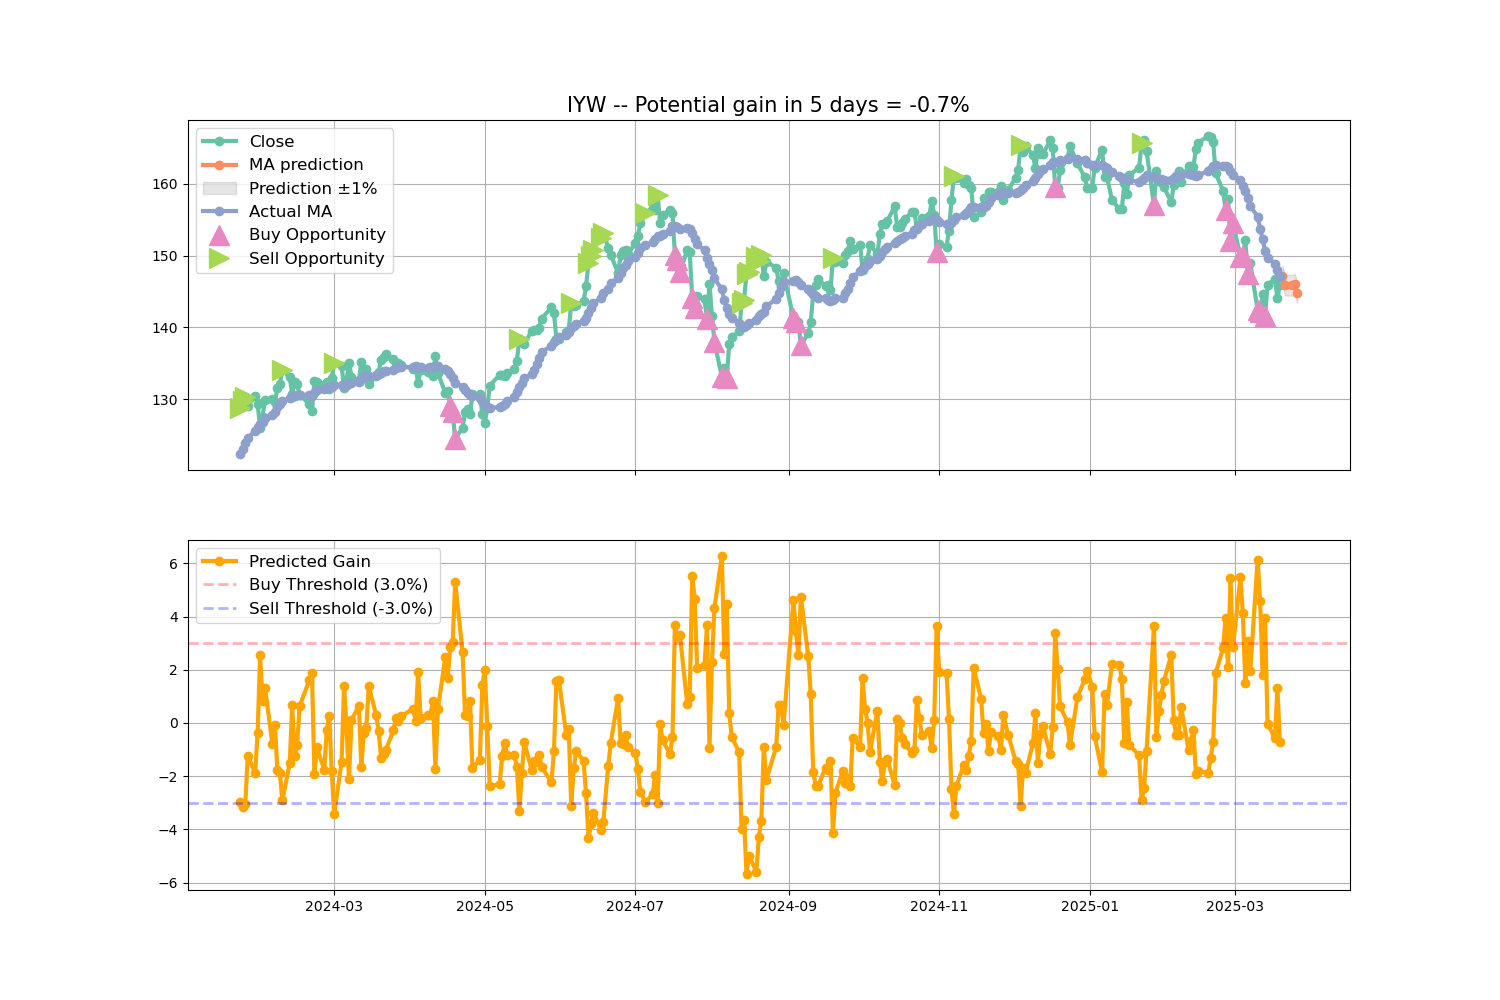 IYW -- Potential gain in 5 days = -0.7%
Close
MA prediction
Prediction ±1%
Actual MA
Buy Opportunity
Sell Opportunity
160
150
140
130
Predicted Gain
Buy Threshold (3.0%)
Sell Threshold (-3.0%)
6
4
2
0
−2
−4
−6
2024-03 2024-05 2024-07 2024-09 2024-11 2025-01 2025-03